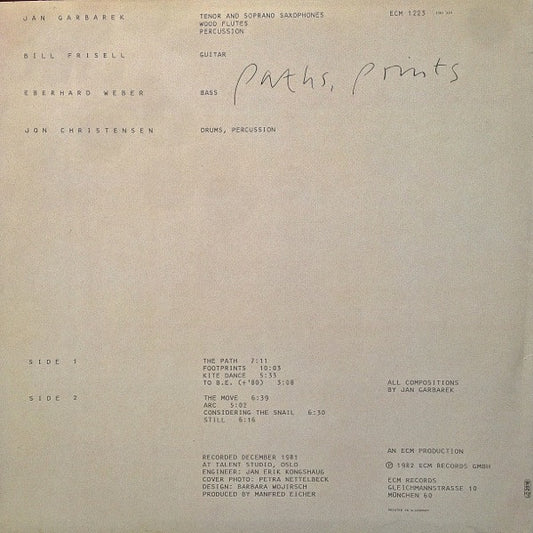 JAN GARBAREK TENOR AND SOPRANO SAXOPHONES
WOOD FLUTES
PERCUSSION
ECM 1223
BILL FRISELL GUITAR
EBERHARD WEBER BASS
paths, prints
JON CHRISTENSEN DRUMS, PERCUSSION
SIDE 1 THE PATH 7:11
FOOTPRINTS 10:03
KITE DANCE 5:33
TO B.E. (+'80) 3:08
SIDE 2 THE MOVE 6:39
ARC 5:02
CONSIDERING THE SNAIL 6:30
STILL 6:16
ALL COMPOSITIONS
BY JAN GARBAREK
RECORDED DECEMBER 1981
AT TALENT STUDIO, OSLO
ENGINEER: JAN ERIK KONGSHAUG
COVER PHOTO: PETRA NETTELBECK
DESIGN: BARBARA WOJIRSCH
PRODUCED BY MANFRED EICHER
AN ECM PRODUCTION
℗ 1982 ECM RECORDS GMBH
ECM RECORDS
GLEICHMANNSTRASSE 10
MÜNCHEN 60
PRINTED IN W.GERMANY